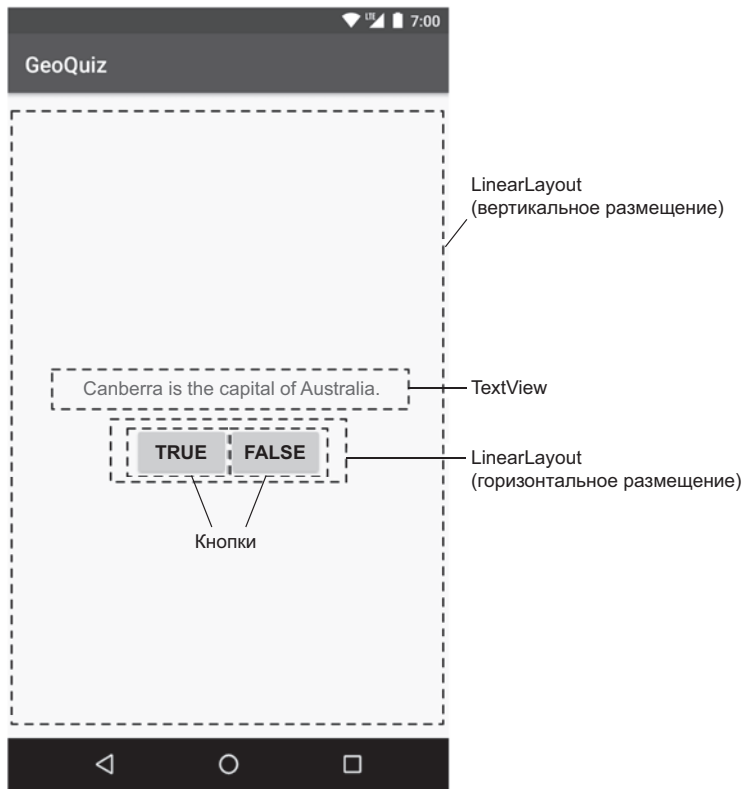 LTE 7:00
GeoQuiz
LinearLayout
(вертикальное размещение)
Canberra is the capital of Australia.
TextView
TRUE FALSE
LinearLayout
(горизонтальное размещение)
Кнопки